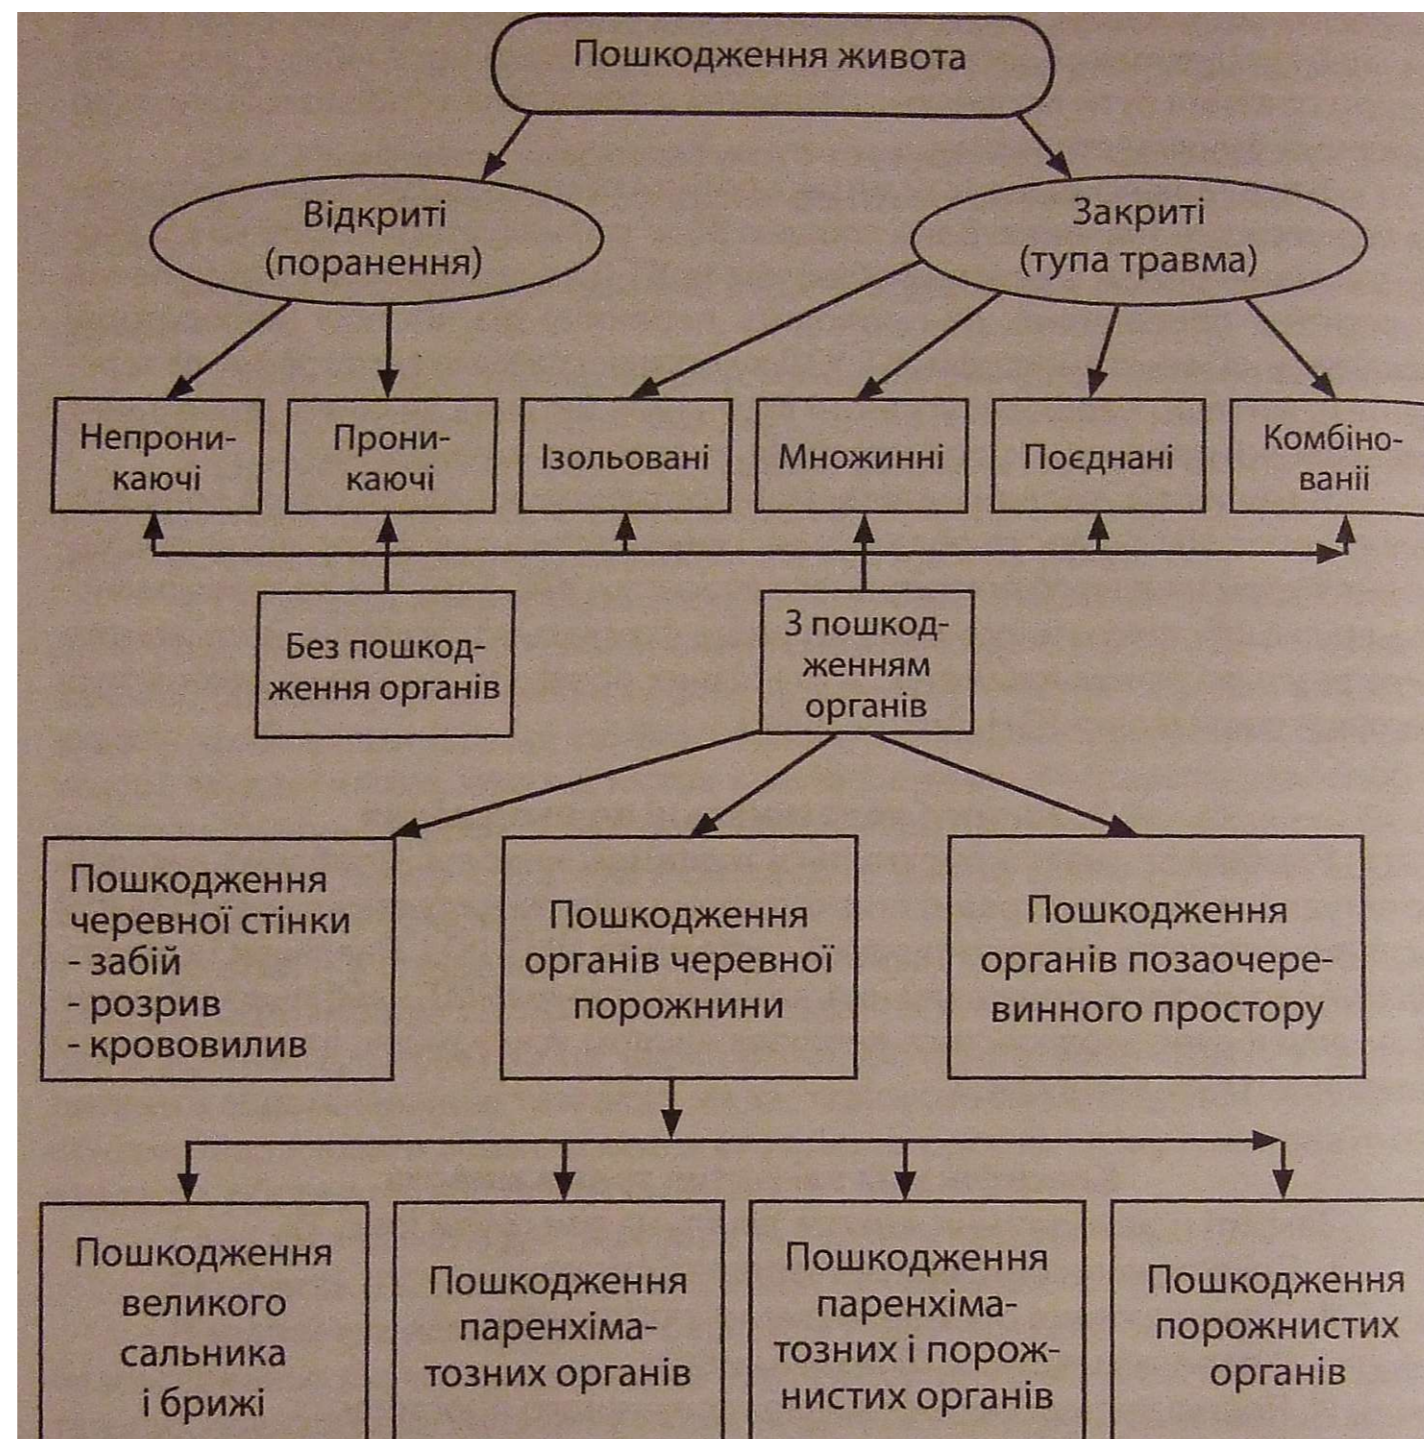 Пошкодження живота
Відкриті
(поранення)
Закриті
(тупа травма)
Непрони-
каючі
Прони-
каючі
Ізольовані
Множинні
Поєднані
Комбіно-
ваніі
Без пошкод-
ження органів
З пошкод-
женням
органів
Пошкодження
черевної стінки
- забій
- розрив
- крововилив
Пошкодження
органів черевної
порожнини
Пошкодження
органів позаочере-
винного простору
Пошкодження
великого
сальника
і брижі
Пошкодження
паренхіма-
тозних органів
Пошкодження
паренхіма-
тозних і порож-
нистих органів
Пошкодження
порожнистих
органів